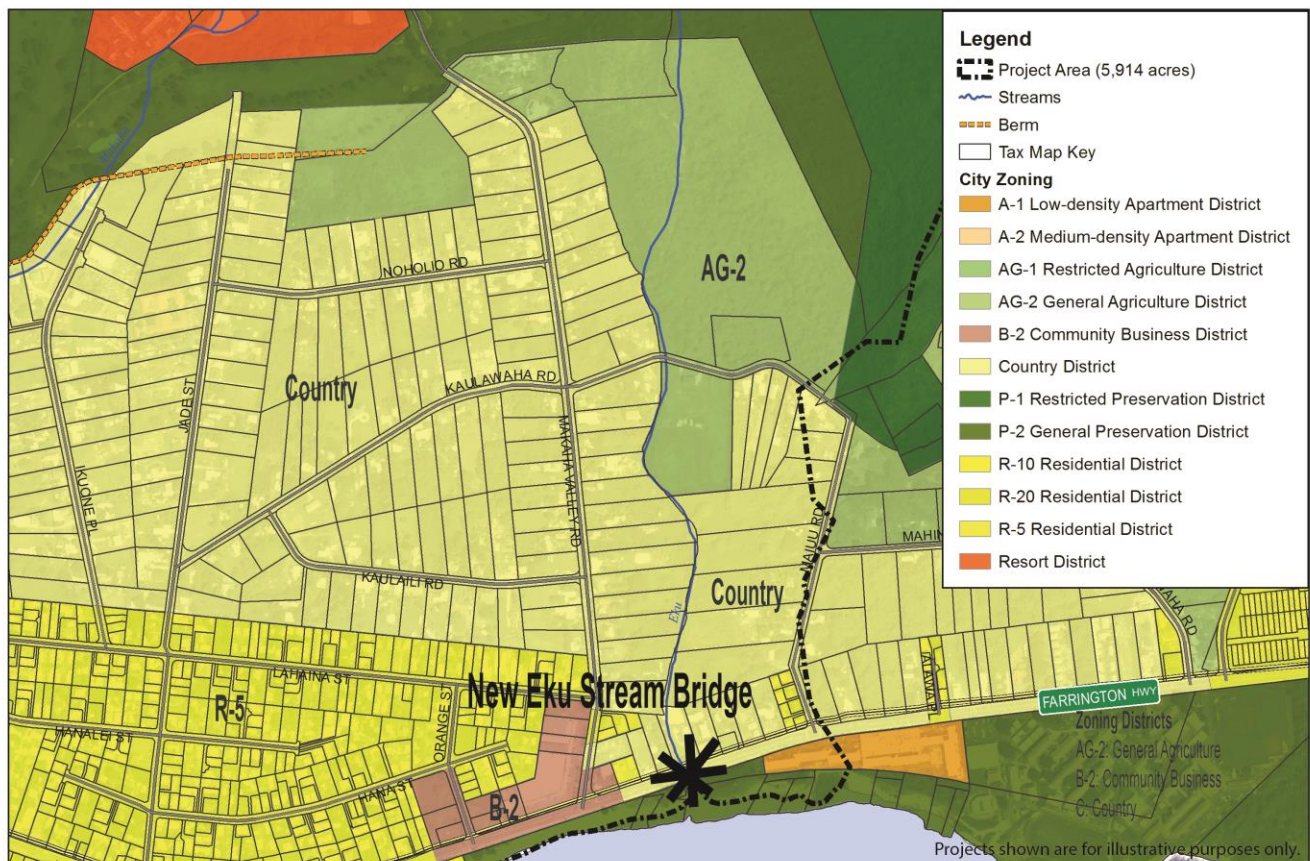 Legend
Project Area (5,914 acres)
Streams
Berm
Tax Map Key
City Zoning
A-1 Low-density Apartment District
A-2 Medium-density Apartment District
AG-1 Restricted Agriculture District
AG-2 General Agriculture District
B-2 Community Business District
Country District
P-1 Restricted Preservation District
P-2 General Preservation District
R-10 Residential District
R-20 Residential District
R-5 Residential District
Resort District
NOHOLIO RD
AG-2
JADE ST
Country
KAULAWAHA RD
MAKAHA VALLEY RD
KUONE PL
MAHIN
MAIUU RD
KAULAILI RD
Country
Eku
AHA RD
LAHAINA ST
New Eku Stream Bridge
R-5
ORANGE ST
FARRINGTON HWY
HANALEI ST
Zoning Districts
AG-2: General Agriculture
B-2: Community Business
C: Country
HANA ST
B-2
Projects shown are for illustrative purposes only.